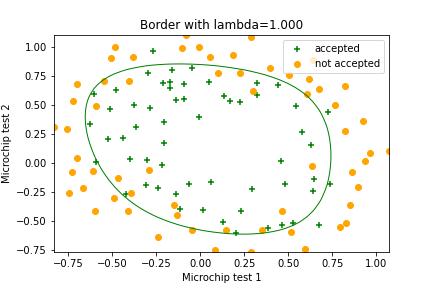 Border with lambda=1.000
accepted
not accepted
Microchip test 2
1.00
0.75
0.50
0.25
0.00
−0.25
−0.50
−0.75
−0.75 −0.50 −0.25 0.00 0.25 0.50 0.75 1.00
Microchip test 1